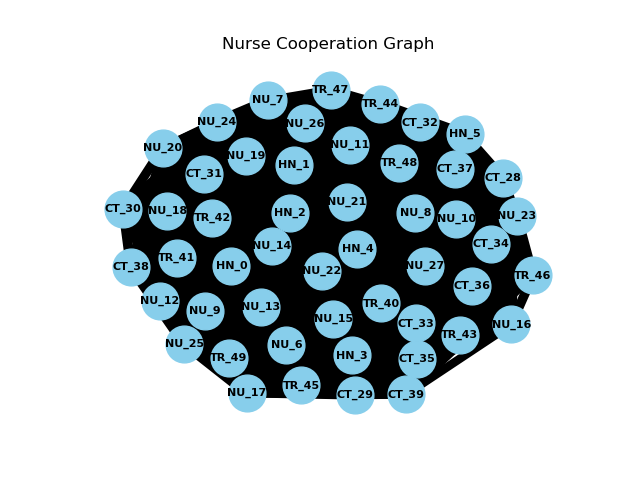 Nurse Cooperation Graph
TR_47
NU_7
TR_44
NU_24
NU_26
CT_32
HN_5
NU_20
NU_11
NU_19
HN_1
TR_48
CT_37
CT_31
CT_28
NU_21
CT_30
NU_18
TR_42
HN_2
NU_8
NU_10
NU_23
NU_14
HN_4
CT_34
TR_41
CT_38
HN_0
NU_22
NU_27
TR_46
CT_36
NU_12
NU_9
NU_13
TR_40
NU_15
CT_33
NU_16
TR_43
NU_25
NU_6
TR_49
HN_3
CT_35
NU_17
TR_45
CT_29
CT_39